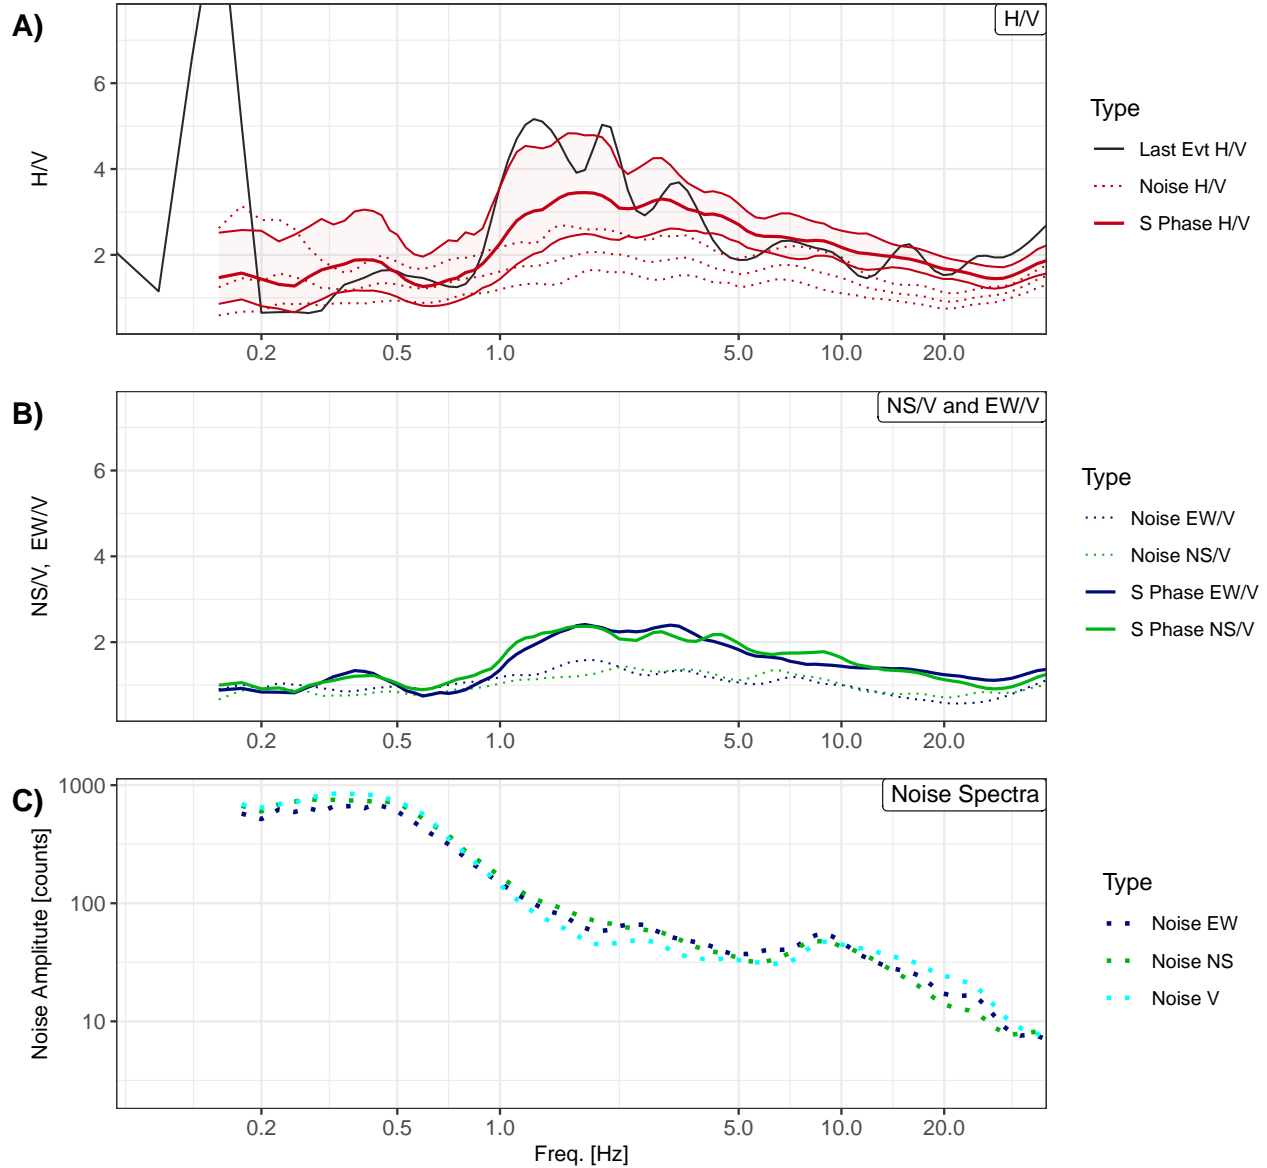 A)
H/V
6
4
2
H/V
0.2 0.5 1.0 5.0 10.0 20.0
Type
Last Evt H/V
Noise H/V
S Phase H/V
B)
NS/V and EW/V
6
4
2
NS/V, EW/V
0.2 0.5 1.0 5.0 10.0 20.0
Type
Noise EW/V
Noise NS/V
S Phase EW/V
S Phase NS/V
C)
Noise Spectra
1000
100
10
Noise Amplitute [counts]
0.2 0.5 1.0 5.0 10.0 20.0
Freq. [Hz]
Type
Noise EW
Noise NS
Noise V